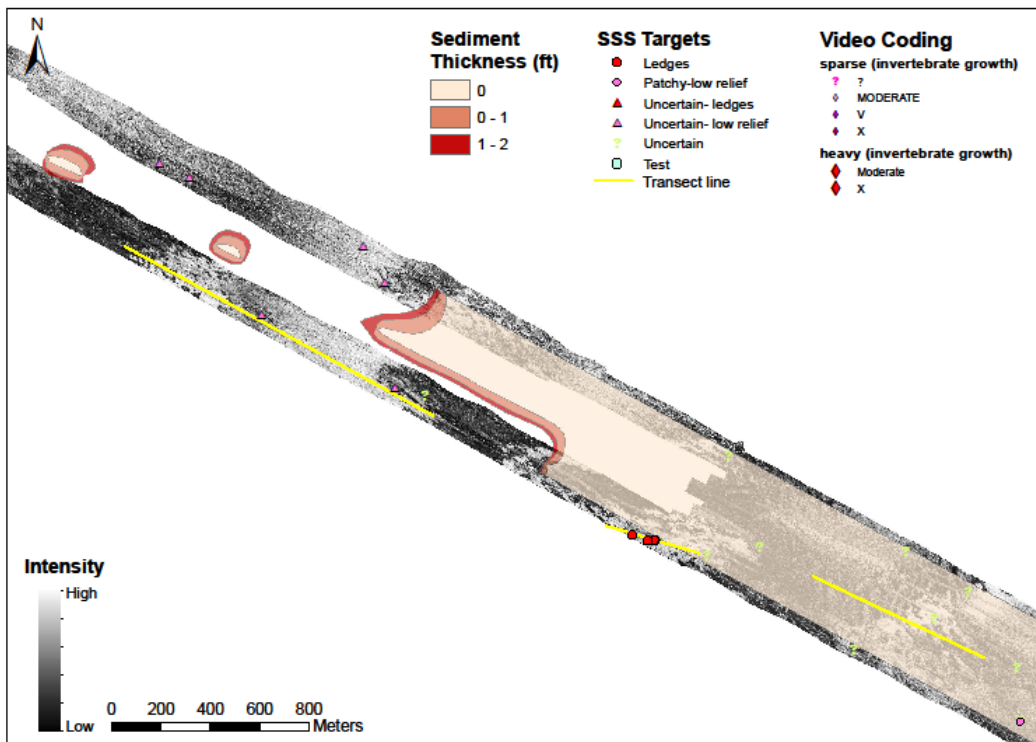 N
Sediment
Thickness (ft)
0
0 - 1
1 - 2
SSS Targets
Ledges
Patchy-low relief
Uncertain- ledges
Uncertain- low relief
? Uncertain
Test
Transect line
Video Coding
sparse (invertebrate growth)
? ?
MODERATE
V
X
heavy (invertebrate growth)
Moderate
X
Intensity
High
Low
0 200 400 600 800
Meters